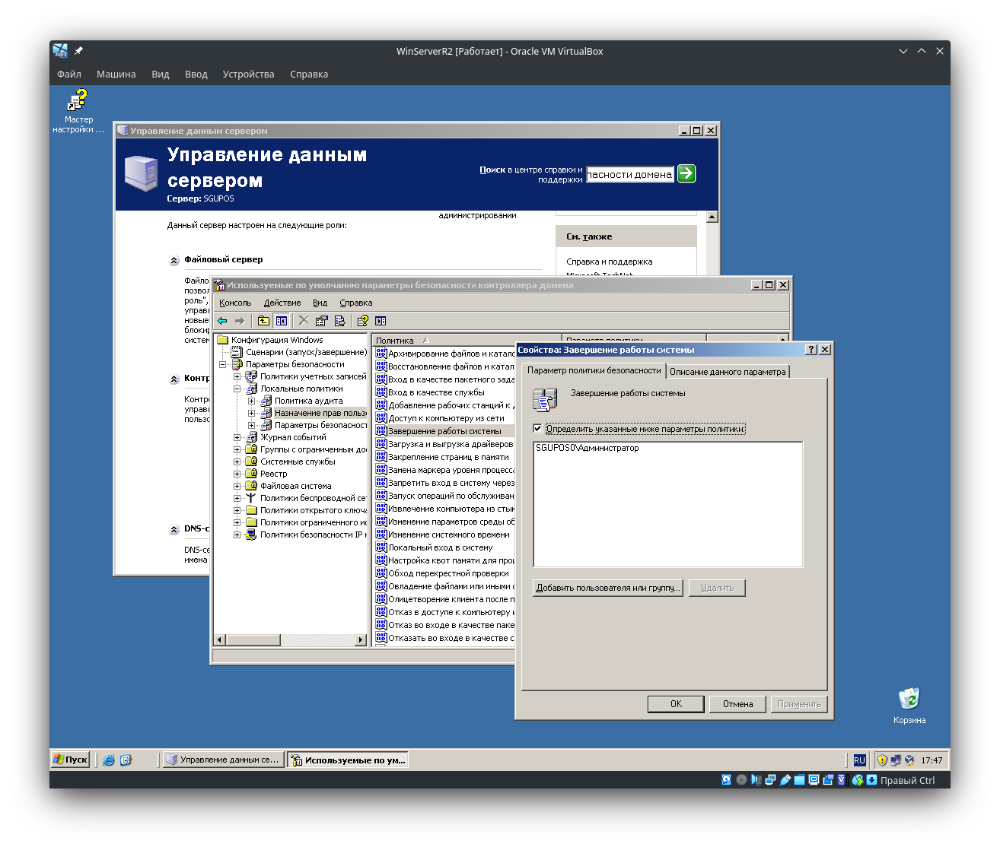 WinServerR2 [Работает] - Oracle VM VirtualBox
Файл Машина Вид Ввод Устройства Справка
Мастер
настройки ...
Управление данным сервером
Управление данным
сервером
Сервер: SGUPOS
Поиск в центре справки и
поддержки
пасности домена
администрировании
Данный сервер настроен на следующие роли:
См. также
Файловый сервер
Справка и поддержка
Microsoft TechNet
Файло
позвол
роль",
управл
новые
блокир
систем
Контр
Контро
управл
пользо
DNS-с
DNS-се
имена
Используемые по умолчанию параметры безопасности контроллера домена
Консоль Действие Вид Справка
Конфигурация Windows
Сценарии (запуск/завершение)
Параметры безопасности
Политики учетных записей
Локальные политики
Политика аудита
Назначение прав польз
Параметры безопасност
Журнал событий
Группы с ограниченным до
Системные службы
Реестр
Файловая система
Политики беспроводной се
Политики открытого ключа
Политики ограниченного ис
Политики безопасности IP н
Политика
Параметр политики
Архивирование файлов и катало
Восстановление файлов и катал
Вход в качестве пакетного зада
Вход в качестве службы
Добавление рабочих станций к д
Доступ к компьютеру из сети
Завершение работы системы
Загрузка и выгрузка драйверов
Закрепление страниц в памяти
Замена маркера уровня процесса
Запретить вход в систему через
Запуск операций по обслуживан
Извлечение компьютера из стык
Изменение параметров среды об
Изменение системного времени
Локальный вход в систему
Настройка квот памяти для проц
Обход перекрестной проверки
Овладение файлами или иными о
Олицетворение клиента после п
Отказ в доступе к компьютеру и
Отказ во входе в качестве паке
Отказать во входе в качестве с
Свойства: Завершение работы системы
Параметр политики безопасности Описание данного параметра
Завершение работы системы
Определить указанные ниже параметры политики:
SGUPOS0\Администратор
Добавить пользователя или группу... Удалить
OK Отмена Применить
Корзина
Пуск
Управление данным се...
Используемые по ум...
RU
17:47
Правый Ctrl